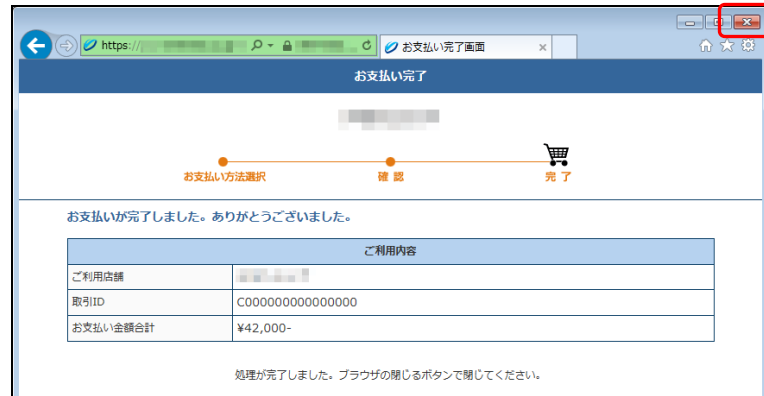 https://
お支払い完了画面
お支払い完了
お支払い方法選択
確 認
完 了
お支払いが完了しました。ありがとうございました。
ご利用内容
ご利用店舗
取引ID C000000000000000
お支払い金額合計 ¥42,000-
処理が完了しました。ブラウザの閉じるボタンで閉じてください。